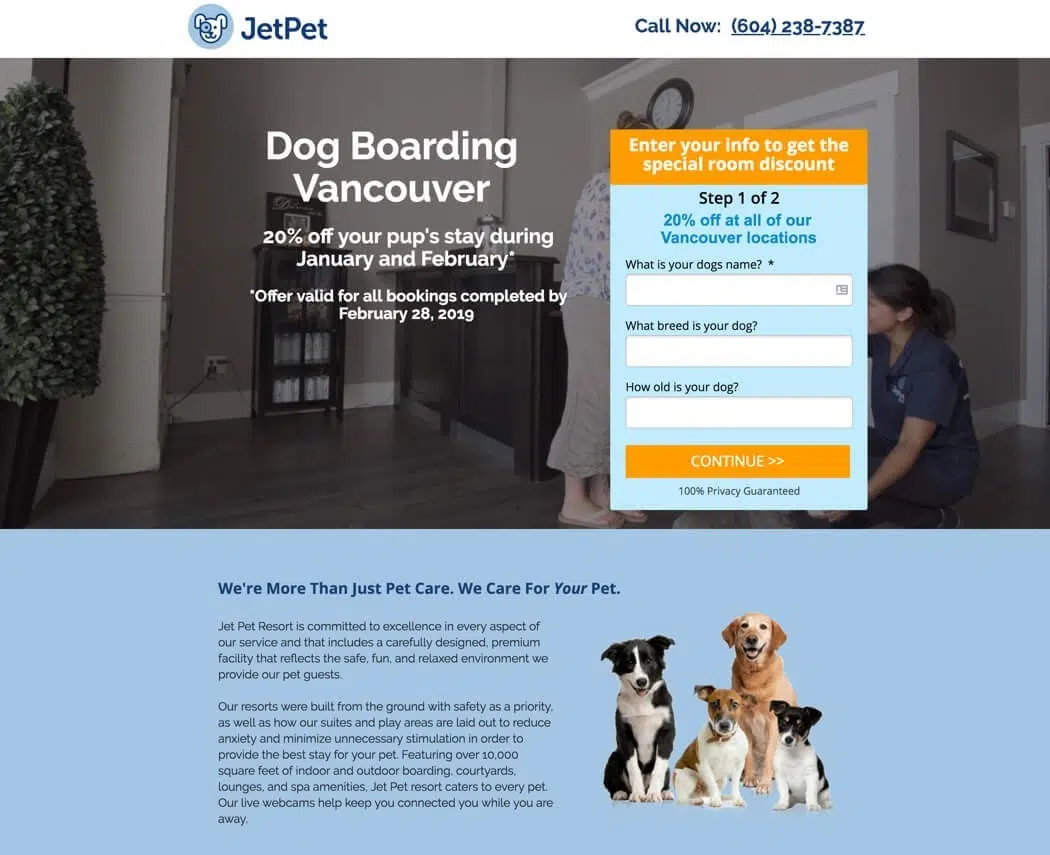 JetPet
Call Now: (604) 238-7387
Dog Boarding
Vancouver
20% off your pup's stay during
January and February*
*Offer valid for all bookings completed by
February 28, 2019
Enter your info to get the
special room discount
Step 1 of 2
20% off at all of our
Vancouver locations
What is your dogs name? *
What breed is your dog?
How old is your dog?
CONTINUE >>
100% Privacy Guaranteed
We're More Than Just Pet Care. We Care For Your Pet.
Jet Pet Resort is committed to excellence in every aspect of
our service and that includes a carefully designed, premium
facility that reflects the safe, fun, and relaxed environment we
provide our pet guests.
Our resorts were built from the ground with safety as a priority,
as well as how our suites and play areas are laid out to reduce
anxiety and minimize unnecessary stimulation in order to
provide the best stay for your pet. Featuring over 10,000
square feet of indoor and outdoor boarding, courtyards,
lounges, and spa amenities, Jet Pet resort caters to every pet.
Our live webcams help keep you connected you while you are
away.